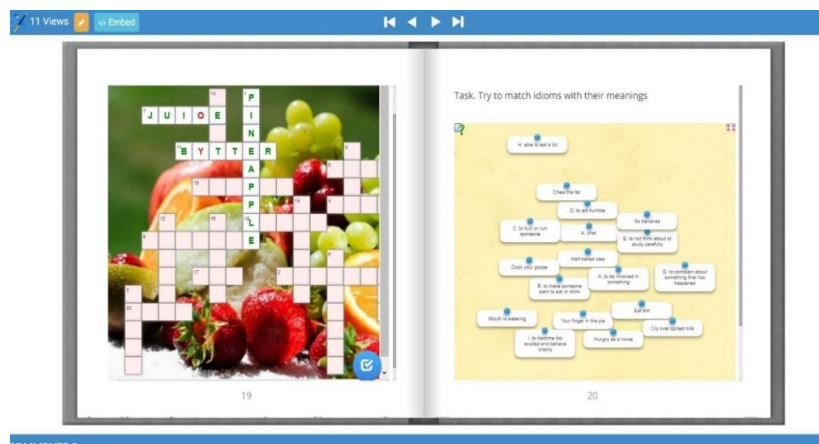 11 Views
Embed
JUIOE
PINEAPPLE
BYTTER
19
Task. Try to match idioms with their meanings
H. able to eat a lot
Chew the fat
D. to act humble
Go bananas
C. to hurt or ruin
someone
E. to not think about or
study carefully
Half-baked idea
Cook your goose
A. to be involved in
something
G. to complain about
something that has
happened
B. to make someone
want to eat or drink
Eat dirt
Mouth is watering
Your finger in the pie
Cry over spilled milk
I. to become too
excited and behave
crazily
Hungry as a horse
20